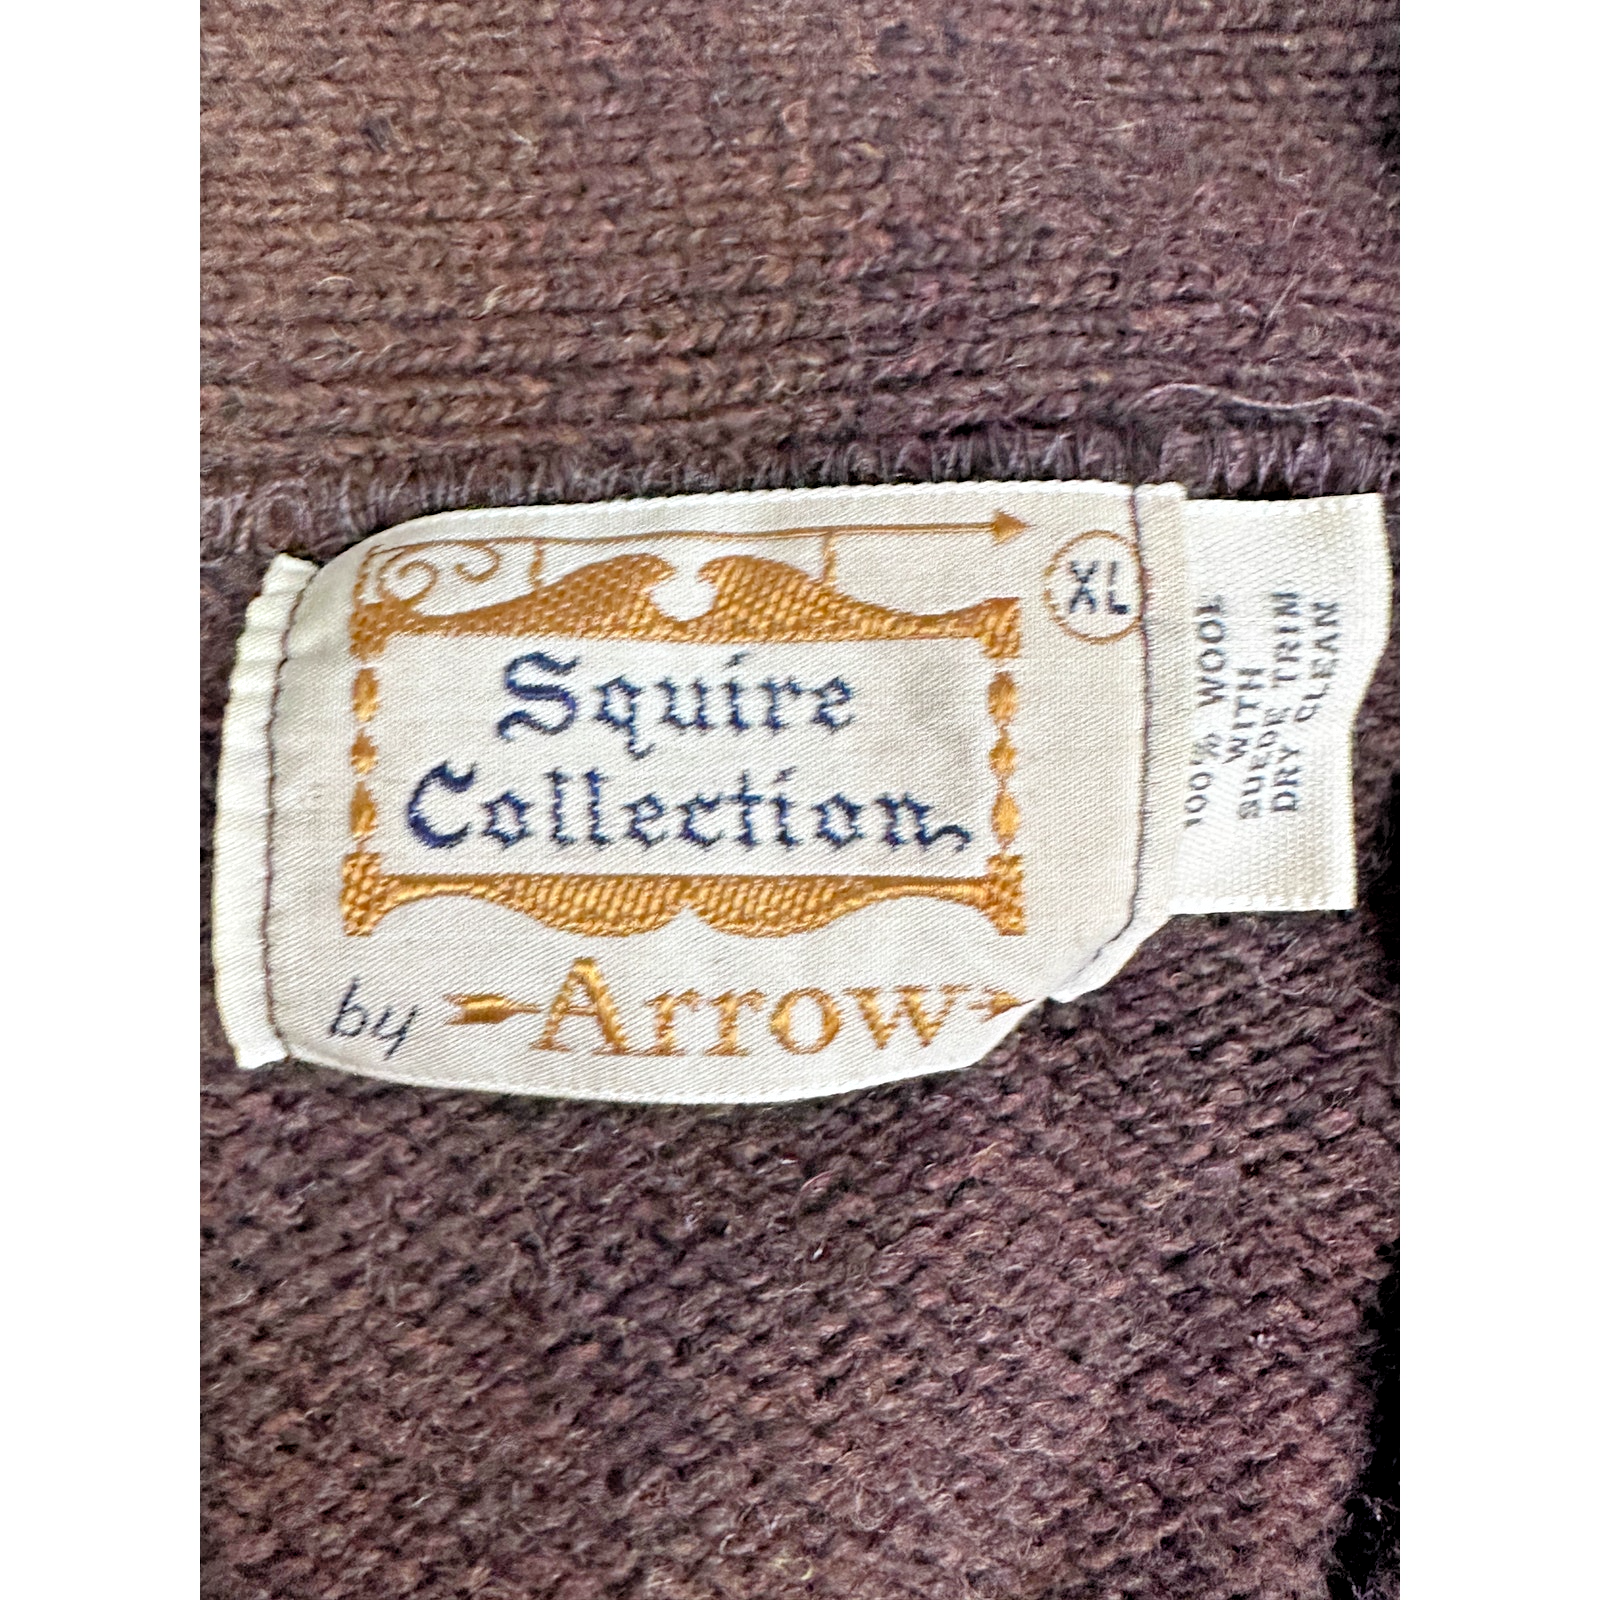 XL
Squire
Collection
by Arrow
100% WOOL
WITH
SUEDE TRIM
DRY CLEAN